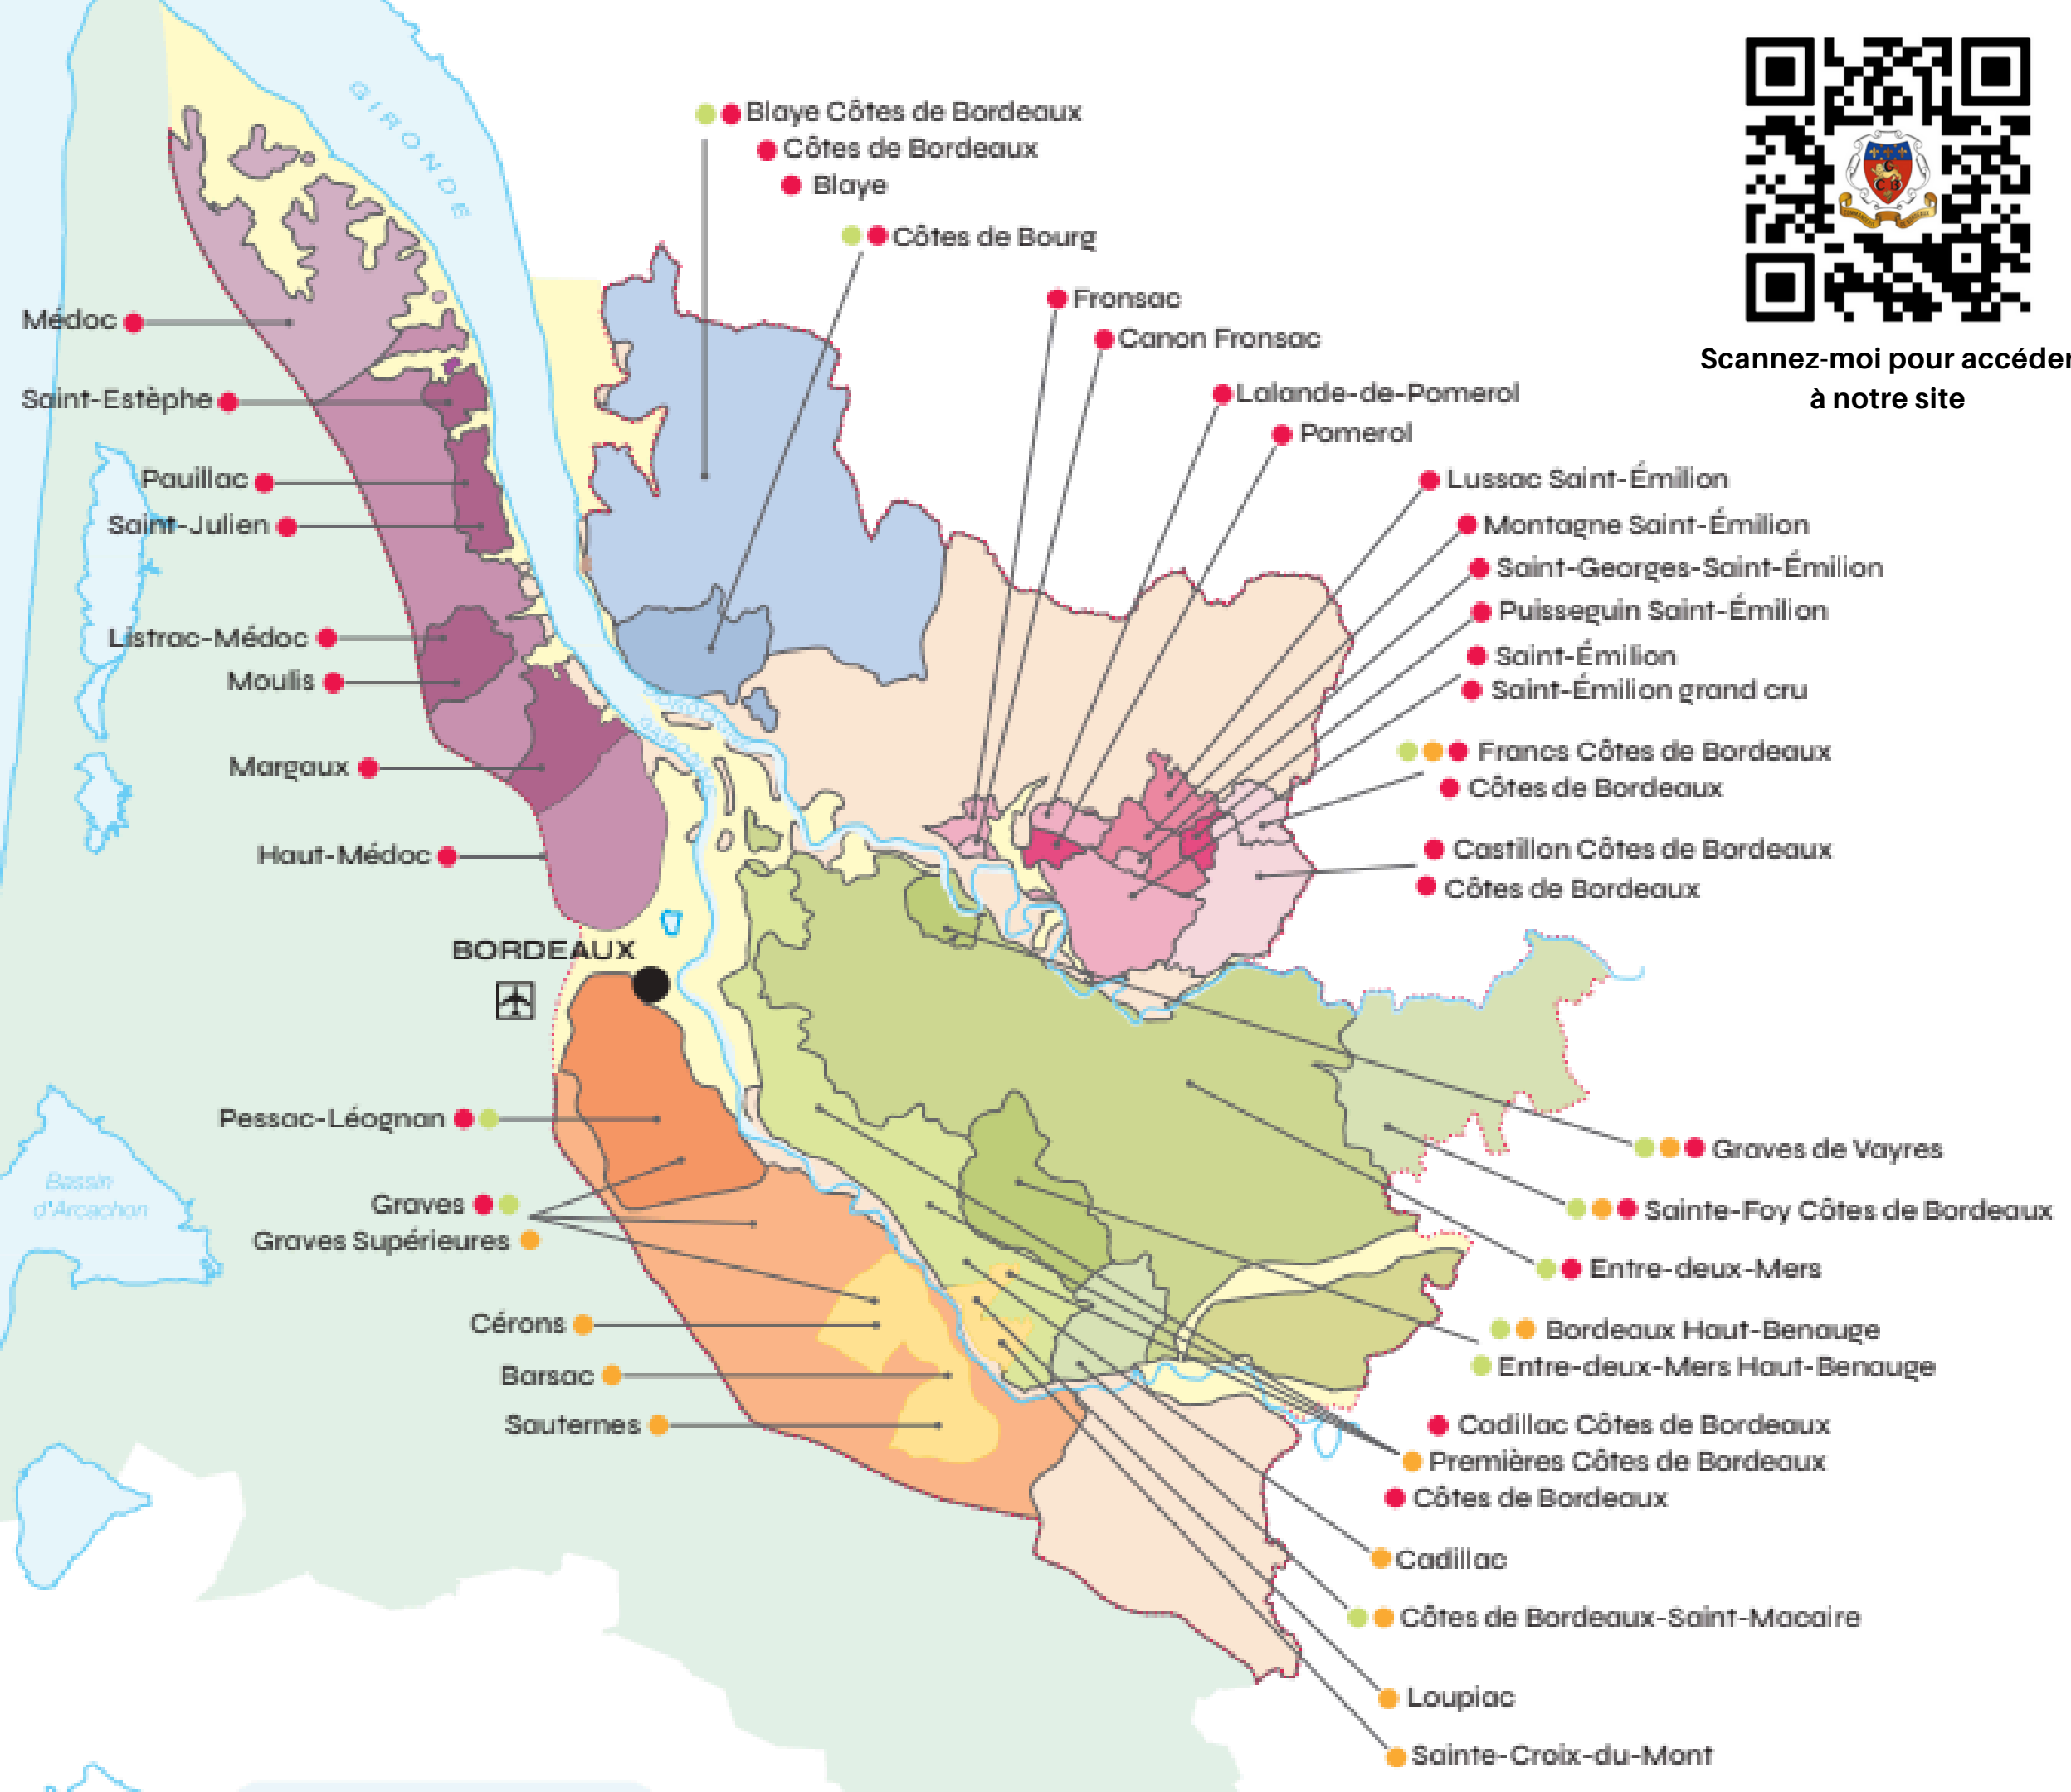 GIRONDE
Blaye Côtes de Bordeaux
Côtes de Bordeaux
Blaye
Côtes de Bourg
Fronsac
Canon Fronsac
Lalande-de-Pomerol
Pomerol
Lussac Saint-Émilion
Montagne Saint-Émilion
Saint-Georges-Saint-Émilion
Puisseguin Saint-Émilion
Saint-Émilion
Saint-Émilion grand cru
Francs Côtes de Bordeaux
Côtes de Bordeaux
Castillon Côtes de Bordeaux
Côtes de Bordeaux
Scannez-moi pour accéder
à notre site
Médoc
Saint-Estèphe
Pauillac
Saint-Julien
Listrac-Médoc
Moulis
Margaux
Haut-Médoc
DORDOGNE
GARONNE
BORDEAUX
Pessac-Léognan
Graves
Graves Supérieures
Cérons
Barsac
Sauternes
Bassin
d'Arcachon
Graves de Vayres
Sainte-Foy Côtes de Bordeaux
Entre-deux-Mers
Bordeaux Haut-Benauge
Entre-deux-Mers Haut-Benauge
Cadillac Côtes de Bordeaux
Premières Côtes de Bordeaux
Côtes de Bordeaux
Cadillac
Côtes de Bordeaux-Saint-Macaire
Loupiac
Sainte-Croix-du-Mont